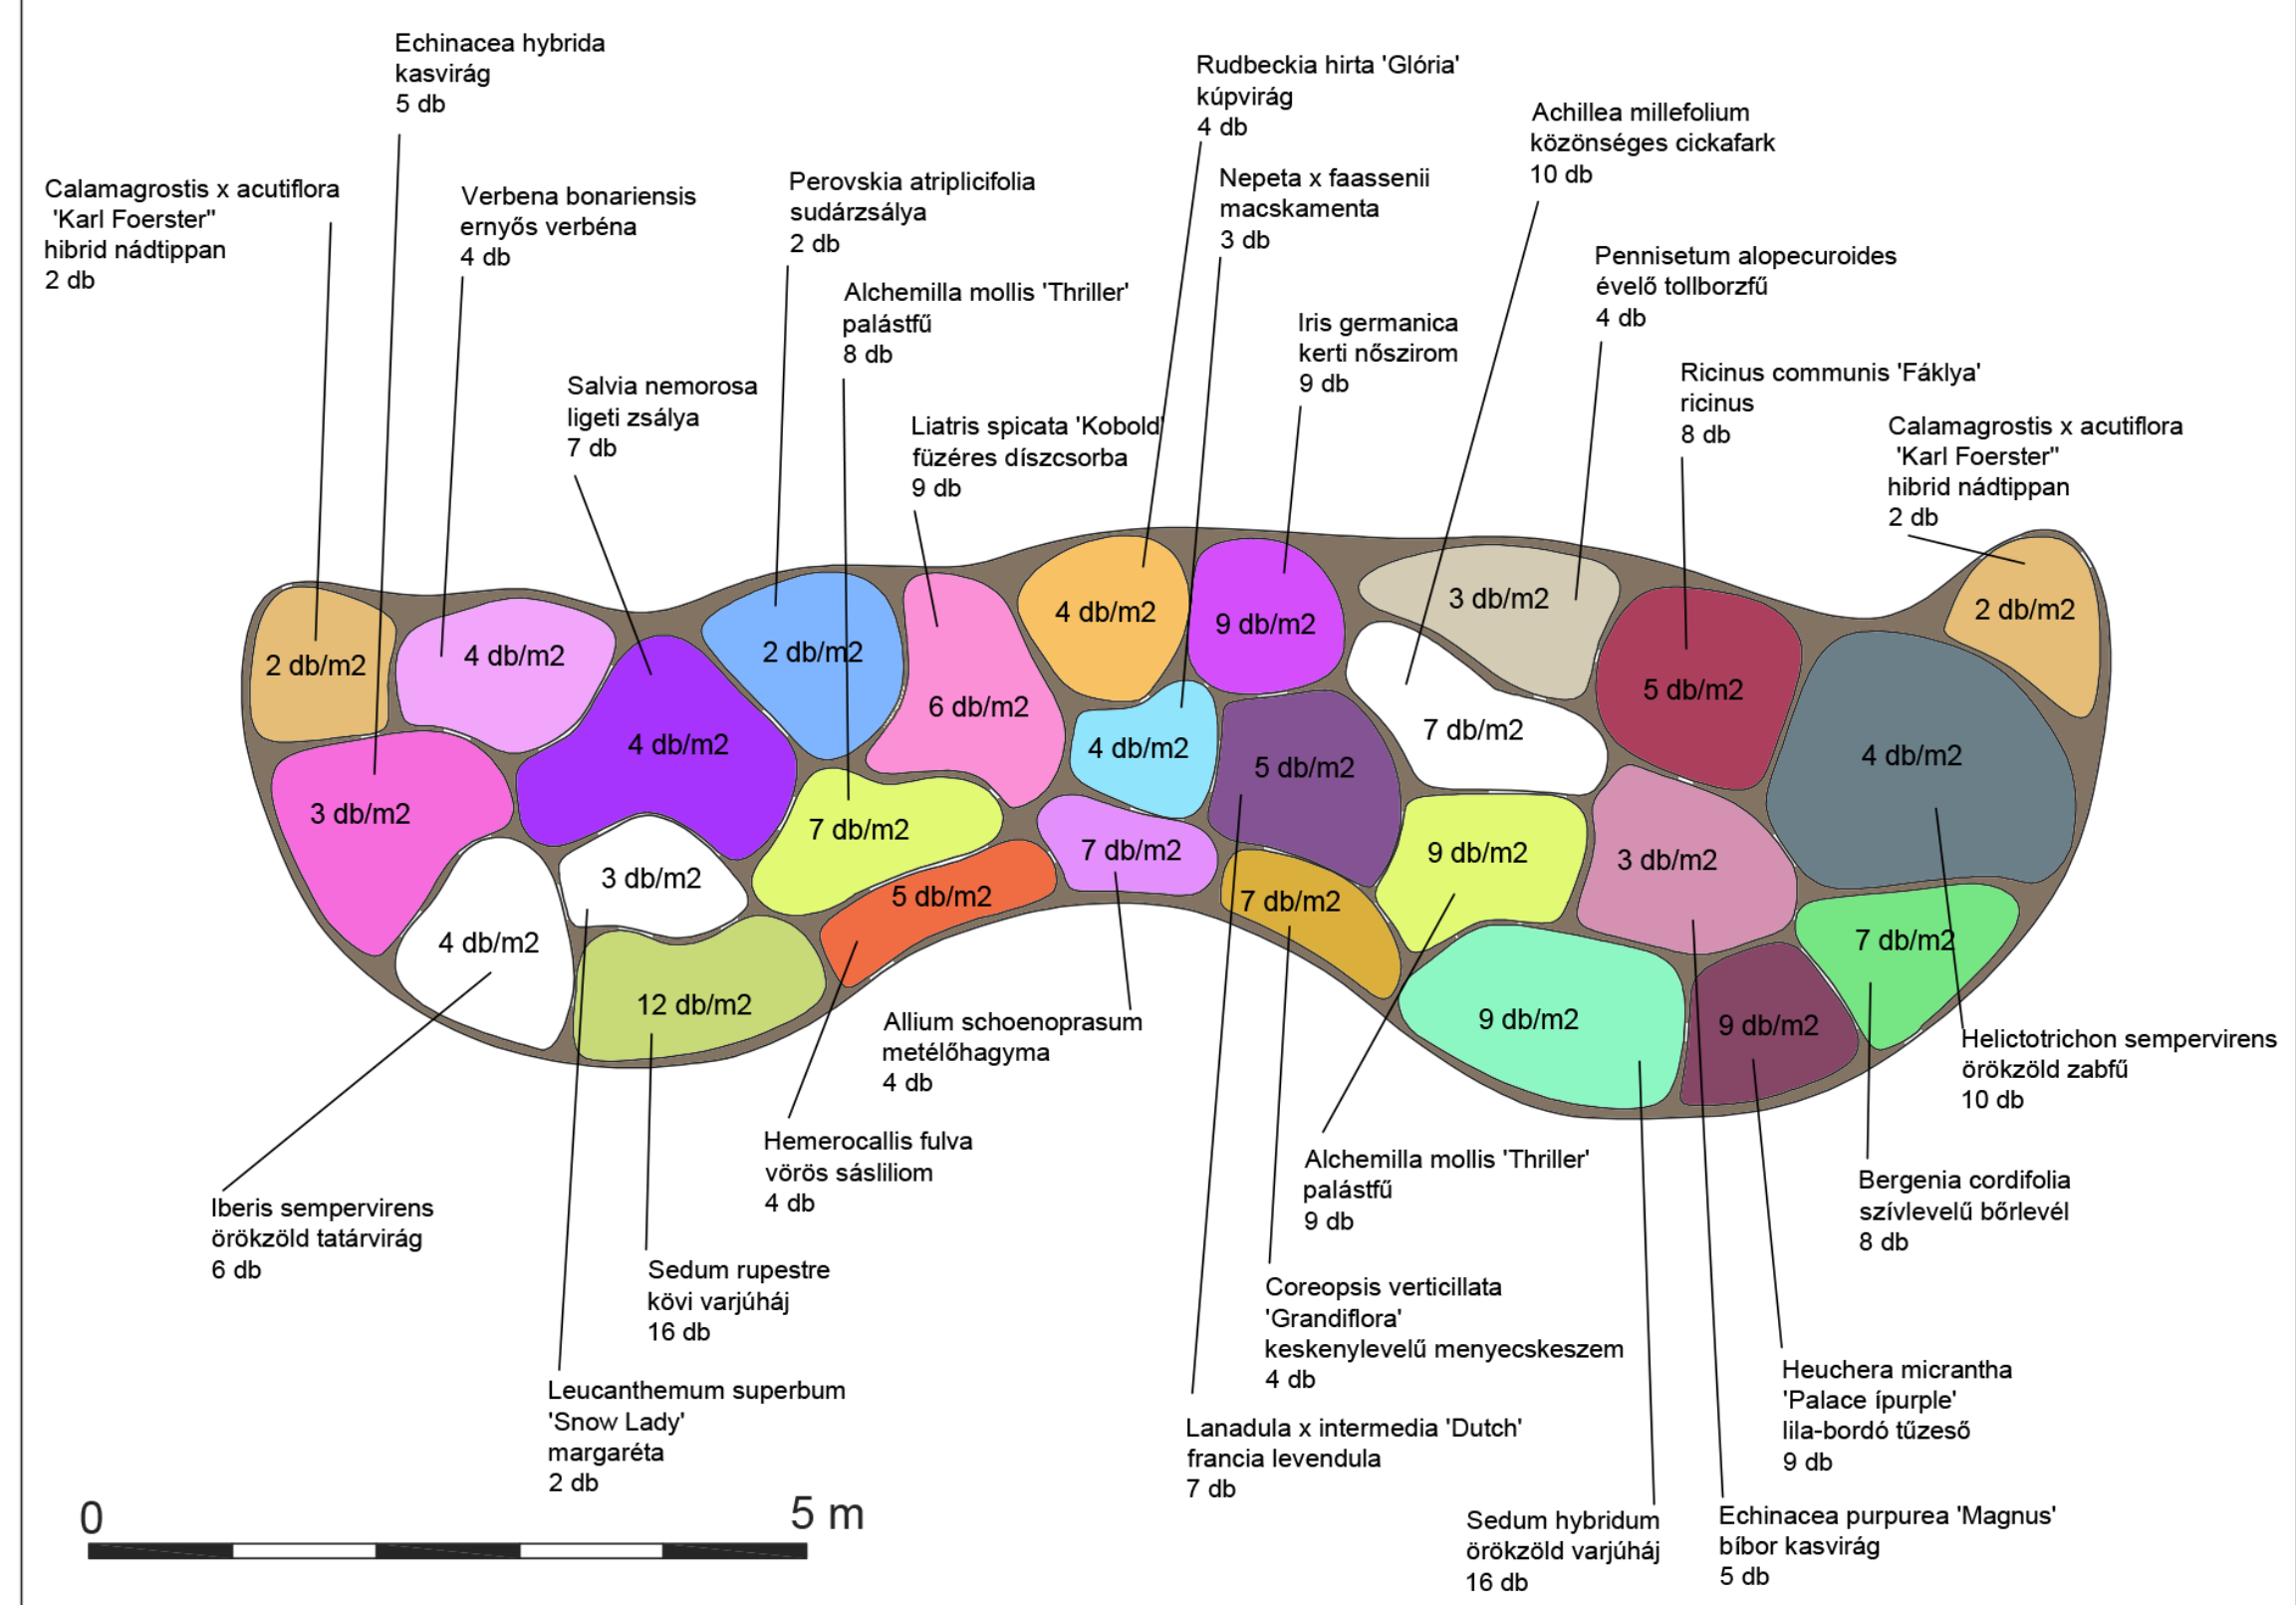 Echinacea hybrida
kasvirág
5 db
Rudbeckia hirta 'Glória'
kúpvirág
4 db
Achillea millefolium
közönséges cickafark
10 db
Calamagrostis x acutiflora
'Karl Foerster"
hibrid nádtippan
2 db
Verbena bonariensis
ernyős verbéna
4 db
Perovskia atriplicifolia
sudárzsálya
2 db
Nepeta x faassenii
macskamenta
3 db
Pennisetum alopecuroides
évelő tollborzfű
4 db
Alchemilla mollis 'Thriller'
palástfű
8 db
Iris germanica
kerti nőszirom
9 db
Salvia nemorosa
ligeti zsálya
7 db
Ricinus communis 'Fáklya'
ricinus
8 db
Liatris spicata 'Kobold'
füzéres díszcsorba
9 db
Calamagrostis x acutiflora
'Karl Foerster"
hibrid nádtippan
2 db
2 db/m2
4 db/m2
2 db/m2
4 db/m2
9 db/m2
3 db/m2
2 db/m2
3 db/m2
4 db/m2
6 db/m2
4 db/m2
5 db/m2
7 db/m2
5 db/m2
4 db/m2
4 db/m2
3 db/m2
7 db/m2
5 db/m2
7 db/m2
7 db/m2
9 db/m2
3 db/m2
7 db/m2
12 db/m2
9 db/m2
9 db/m2
Allium schoenoprasum
metélőhagyma
4 db
Helictotrichon sempervirens
örökzöld zabfű
10 db
Hemerocallis fulva
vörös sásliliom
4 db
Alchemilla mollis 'Thriller'
palástfű
9 db
Bergenia cordifolia
szívlevelű bőrlevél
8 db
Iberis sempervirens
örökzöld tatárvirág
6 db
Sedum rupestre
kövi varjúháj
16 db
Coreopsis verticillata
'Grandiflora'
keskenylevelű menyecskeszem
4 db
Leucanthemum superbum
'Snow Lady'
margaréta
2 db
Heuchera micrantha
'Palace ípurple'
lila-bordó tűzeső
9 db
Lanadula x intermedia 'Dutch'
francia levendula
7 db
Sedum hybridum
örökzöld varjúháj
16 db
Echinacea purpurea 'Magnus'
bíbor kasvirág
5 db
0
5 m